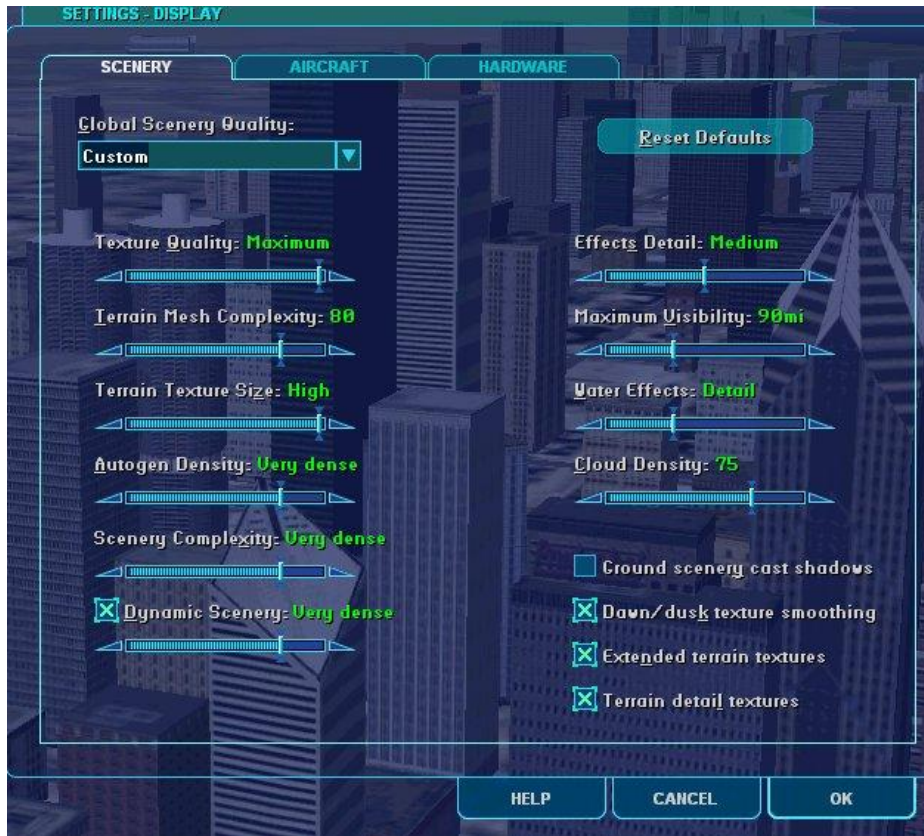 SETTINGS - DISPLAY
SCENERY
AIRCRAFT
HARDWARE
Global Scenery Quality:
Custom
Reset Defaults
Texture Quality: Maximum
Terrain Mesh Complexity: 80
Terrain Texture Size: High
Autogen Density: Very dense
Scenery Complexity: Very dense
Dynamic Scenery: Very dense
Effects Detail: Medium
Maximum Visibility: 90mi
Water Effects: Detail
Cloud Density: 75
Ground scenery cast shadows
Dawn/dusk texture smoothing
Extended terrain textures
Terrain detail textures
HELP
CANCEL
OK